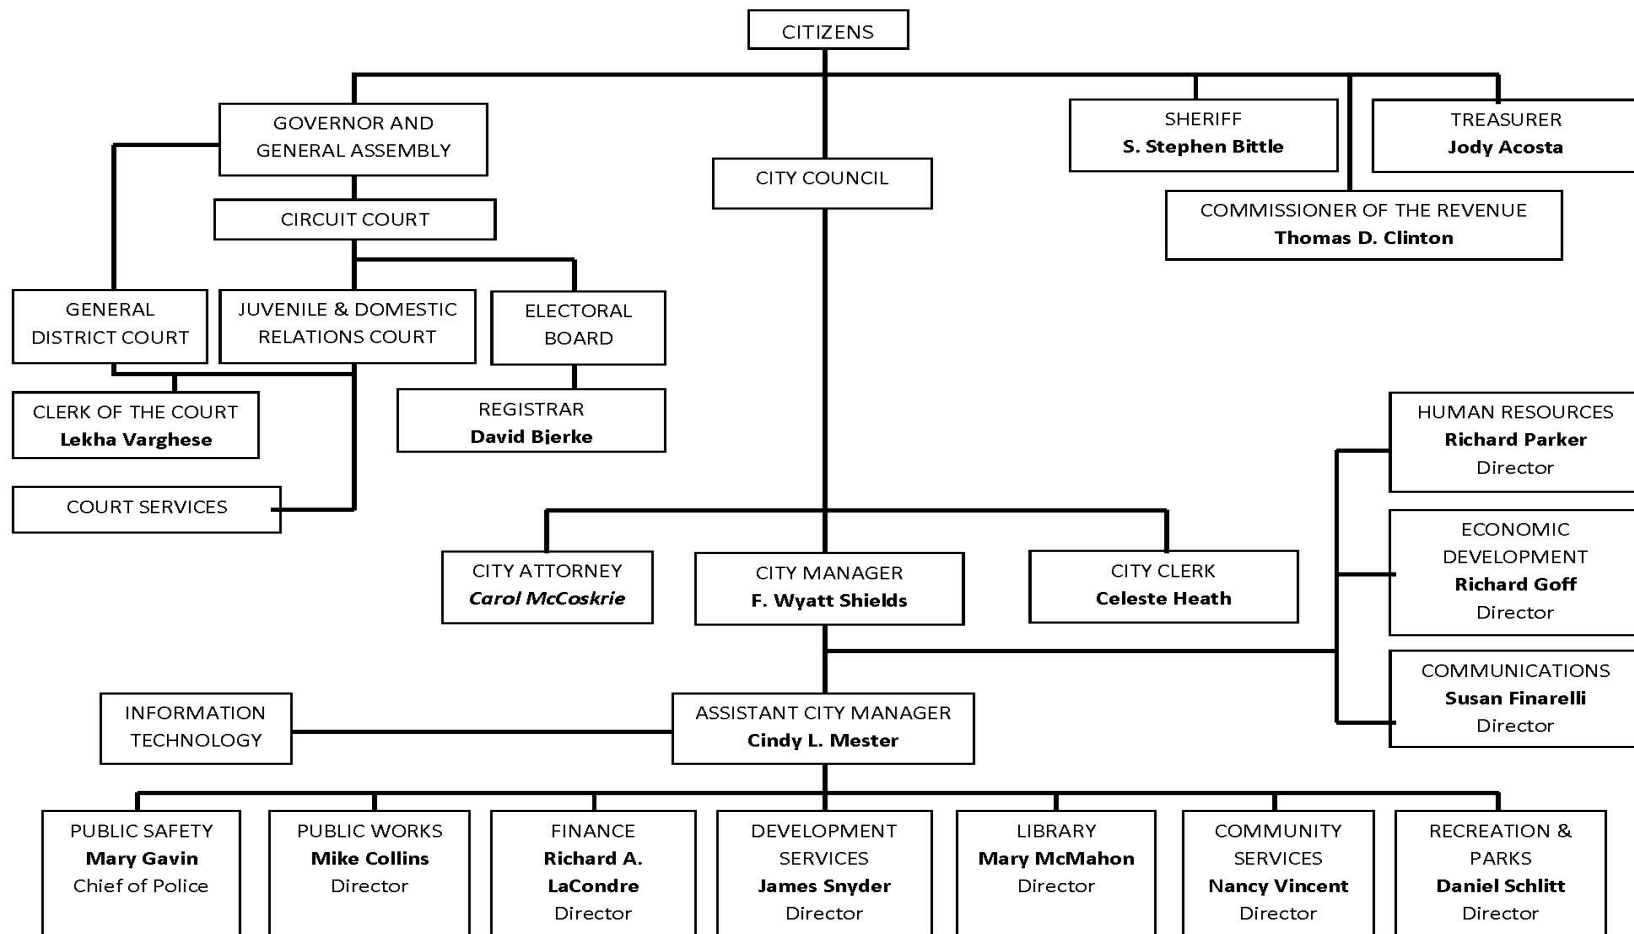 CITIZENS
GOVERNOR AND
GENERAL ASSEMBLY
SHERIFF
S. Stephen Bittle
TREASURER
Jody Acosta
CITY COUNCIL
CIRCUIT COURT
COMMISSIONER OF THE REVENUE
Thomas D. Clinton
GENERAL
DISTRICT COURT
JUVENILE & DOMESTIC
RELATIONS COURT
ELECTORAL
BOARD
CLERK OF THE COURT
Lekha Varghese
REGISTRAR
David Bjerke
HUMAN RESOURCES
Richard Parker
Director
COURT SERVICES
ECONOMIC
DEVELOPMENT
Richard Goff
Director
CITY ATTORNEY
Carol McCoskrie
CITY MANAGER
F. Wyatt Shields
CITY CLERK
Celeste Heath
COMMUNICATIONS
Susan Finarelli
Director
INFORMATION
TECHNOLOGY
ASSISTANT CITY MANAGER
Cindy L. Mester
PUBLIC SAFETY
Mary Gavin
Chief of Police
PUBLIC WORKS
Mike Collins
Director
FINANCE
Richard A.
LaCondre
Director
DEVELOPMENT
SERVICES
James Snyder
Director
LIBRARY
Mary McMahon
Director
COMMUNITY
SERVICES
Nancy Vincent
Director
RECREATION &
PARKS
Daniel Schlitt
Director